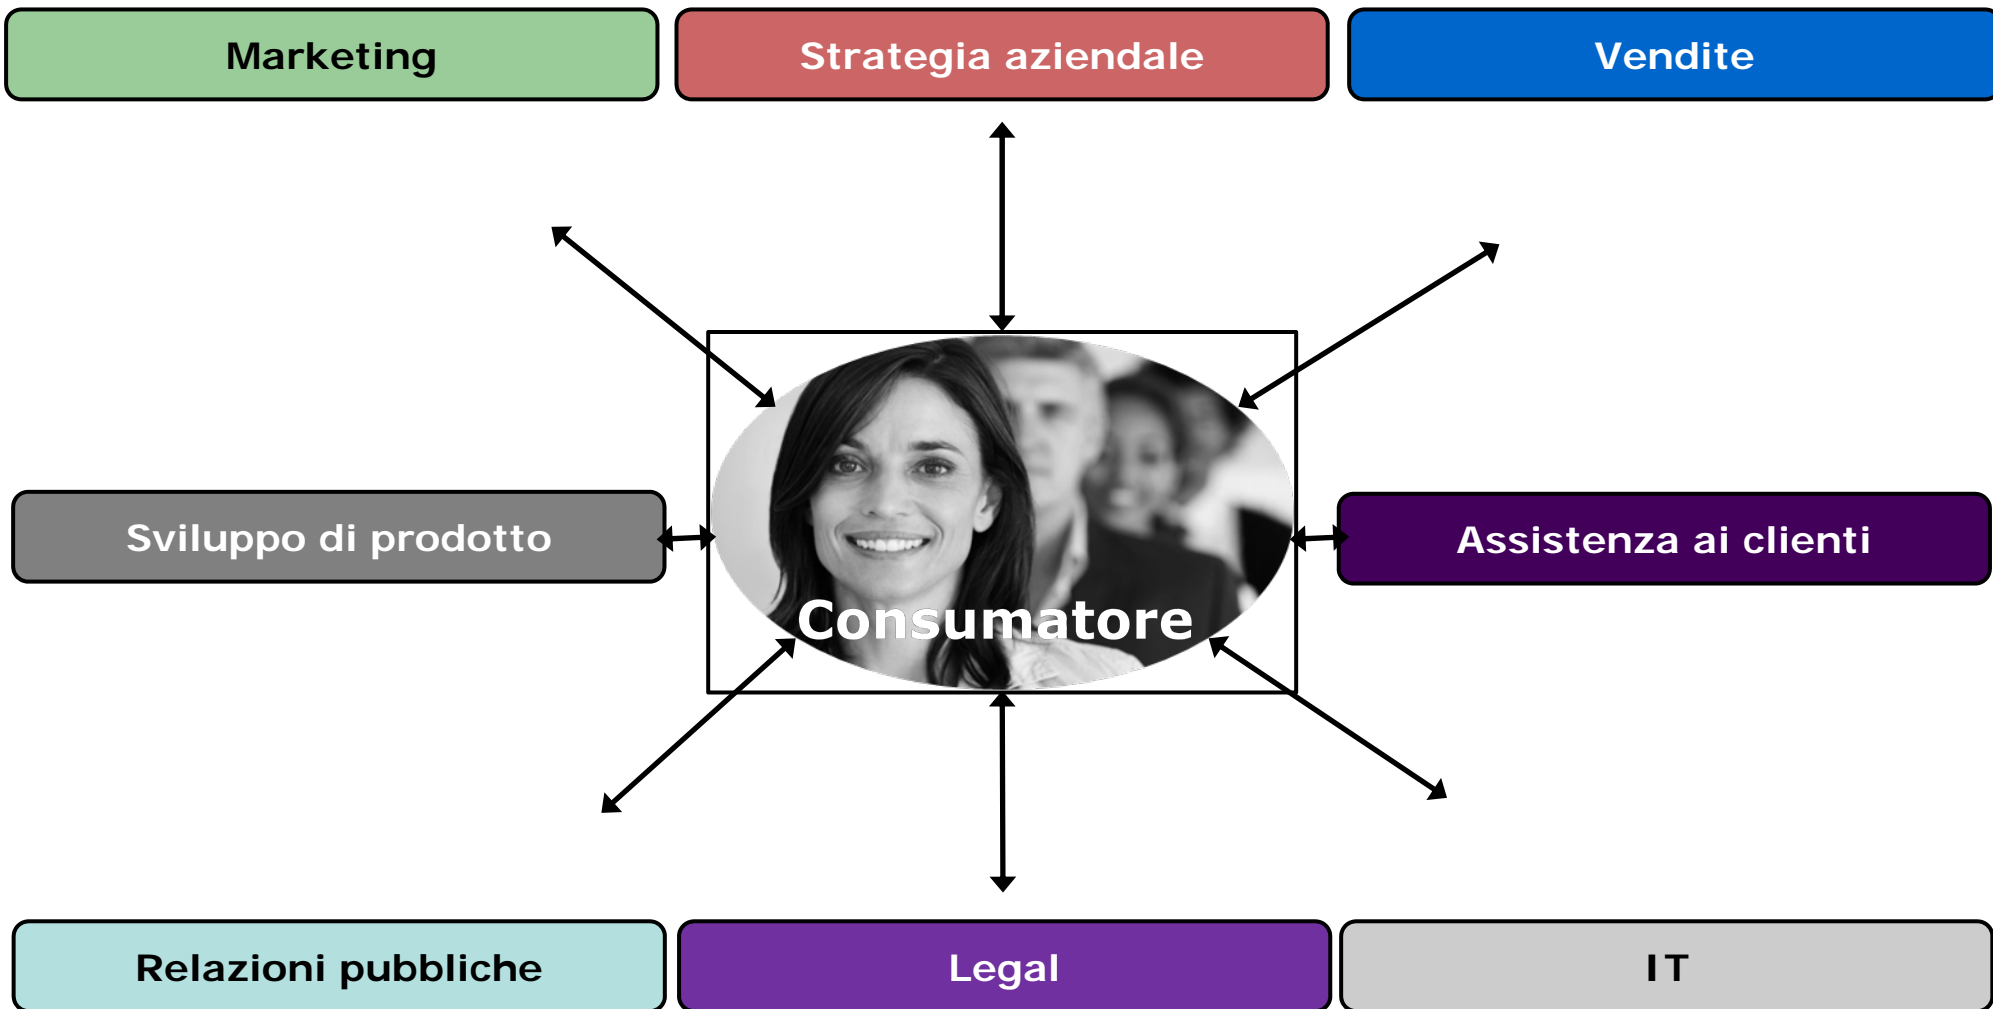 Marketing
Strategia aziendale
Vendite
Sviluppo di prodotto
Assistenza ai clienti
Consumatore
Relazioni pubbliche
Legal
IT